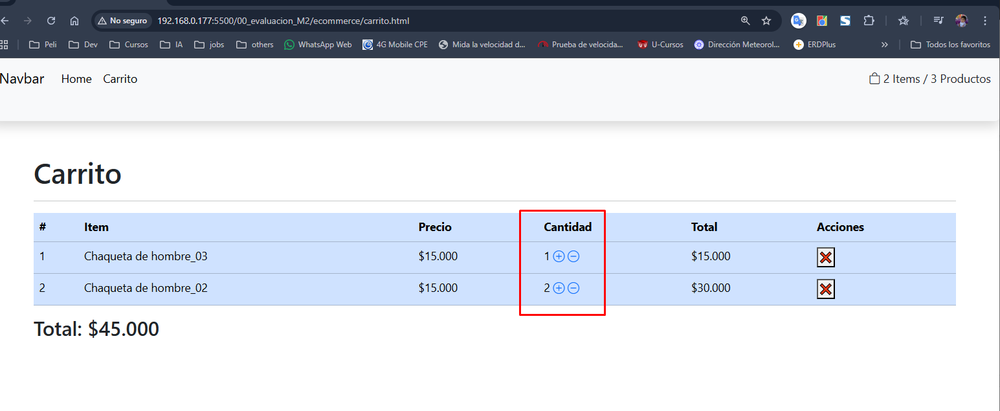 No seguro 192.168.0.177:5500/00_evaluacion_M2/ecommerce/carrito.html
Peli Dev Cursos IA jobs others WhatsApp Web 4G Mobile CPE Mida la velocidad d... Prueba de velocida... U-Cursos Dirección Meteorol... ERDPlus » Todos los favoritos
Navbar Home Carrito 2 Items / 3 Productos
Carrito
# Item Precio Cantidad Total Acciones
1 Chaqueta de hombre_03 $15.000 1 $15.000
2 Chaqueta de hombre_02 $15.000 2 $30.000
Total: $45.000